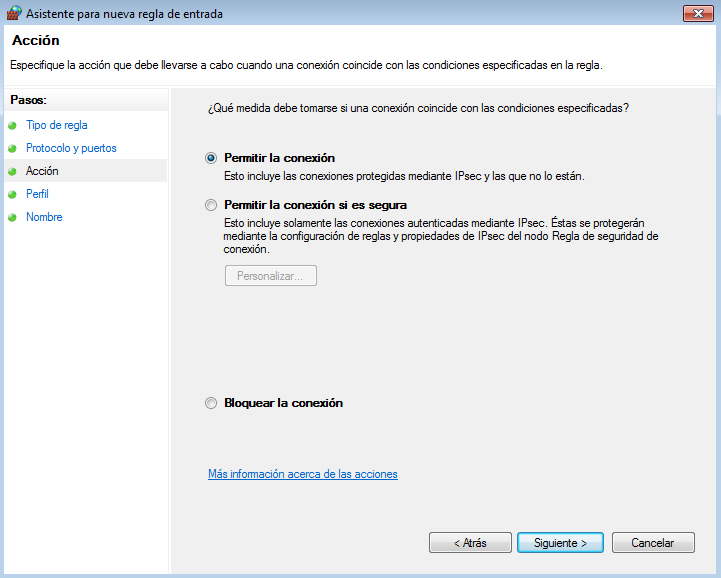 Asistente para nueva regla de entrada
Acción
Especifique la acción que debe llevarse a cabo cuando una conexión coincide con las condiciones especificadas en la regla.
Pasos:
Tipo de regla
Protocolo y puertos
Acción
Perfil
Nombre
¿Qué medida debe tomarse si una conexión coincide con las condiciones especificadas?
Permitir la conexión
Esto incluye las conexiones protegidas mediante IPsec y las que no lo están.
Permitir la conexión si es segura
Esto incluye solamente las conexiones autenticadas mediante IPsec. Éstas se protegerán
mediante la configuración de reglas y propiedades de IPsec del nodo Regla de seguridad de
conexión.
Personalizar...
Bloquear la conexión
Más información acerca de las acciones
< Atrás
Siguiente >
Cancelar